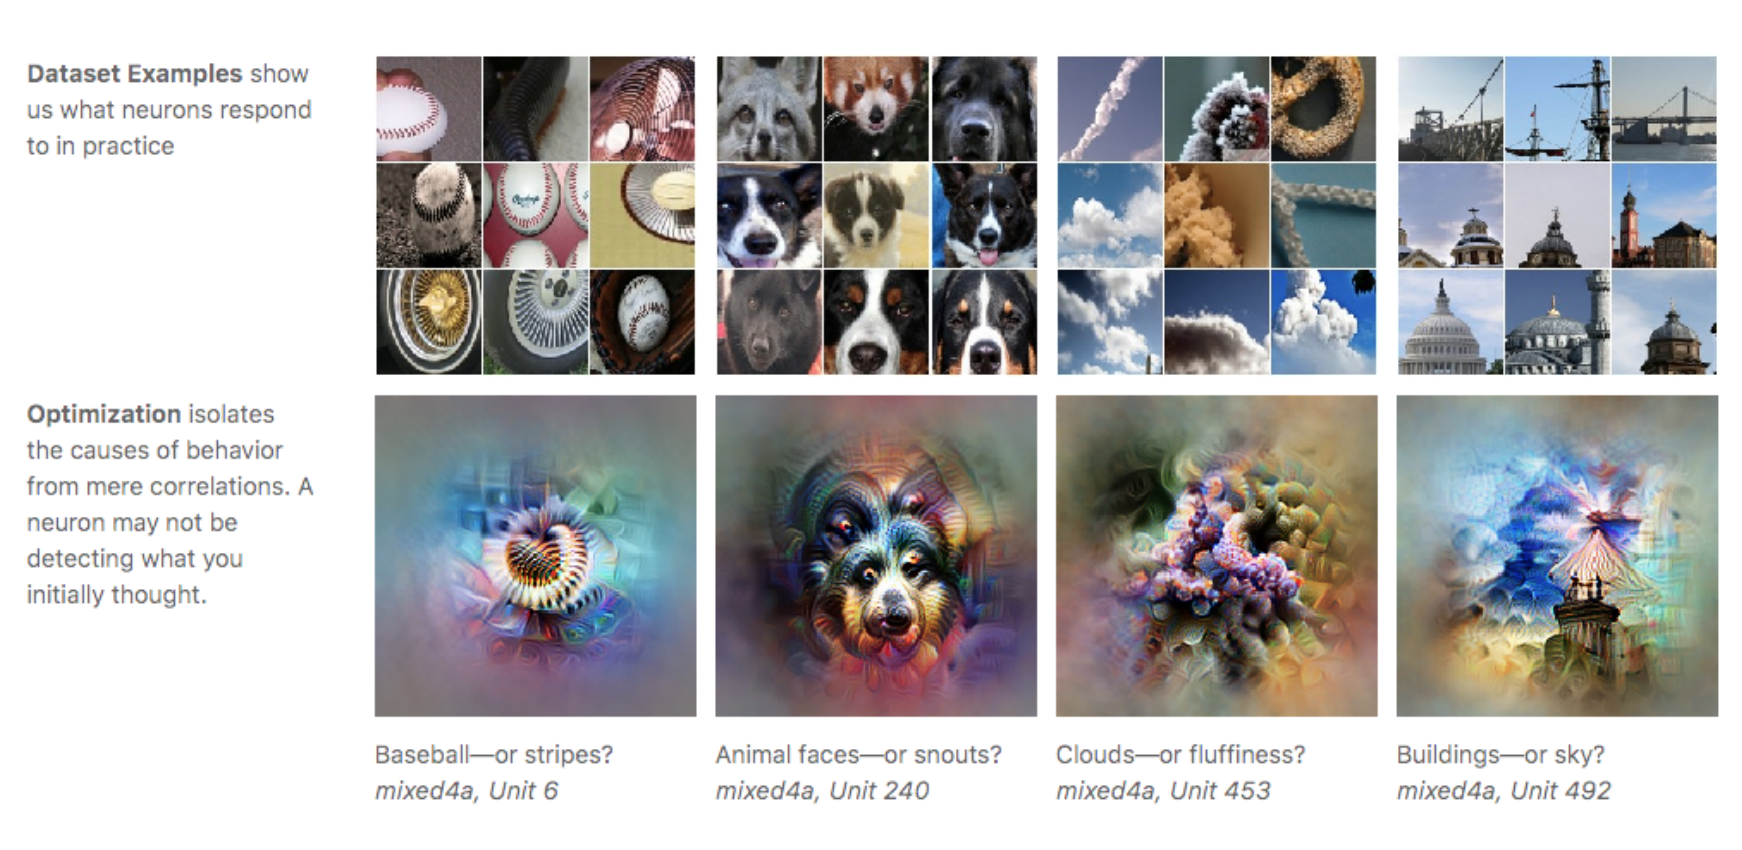 Dataset Examples show
us what neurons respond
to in practice
Optimization isolates
the causes of behavior
from mere correlations. A
neuron may not be
detecting what you
initially thought.
Baseball—or stripes?
mixed4a, Unit 6
Animal faces—or snouts?
mixed4a, Unit 240
Clouds—or fluffiness?
mixed4a, Unit 453
Buildings—or sky?
mixed4a, Unit 492